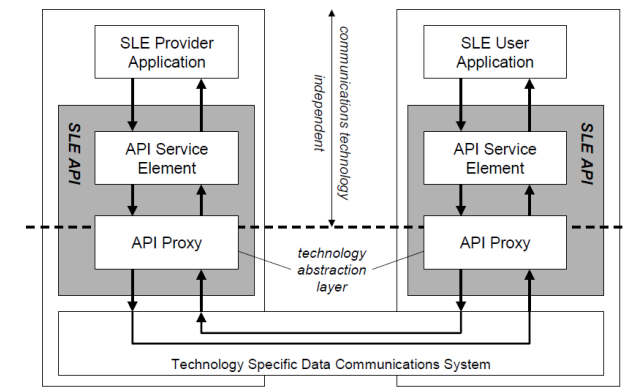 SLE Provider
Application
communications technology
independent
SLE User
Application
SLE API
API Service
Element
API Service
Element
SLE API
API Proxy
technology
abstraction
layer
API Proxy
Technology Specific Data Communications System